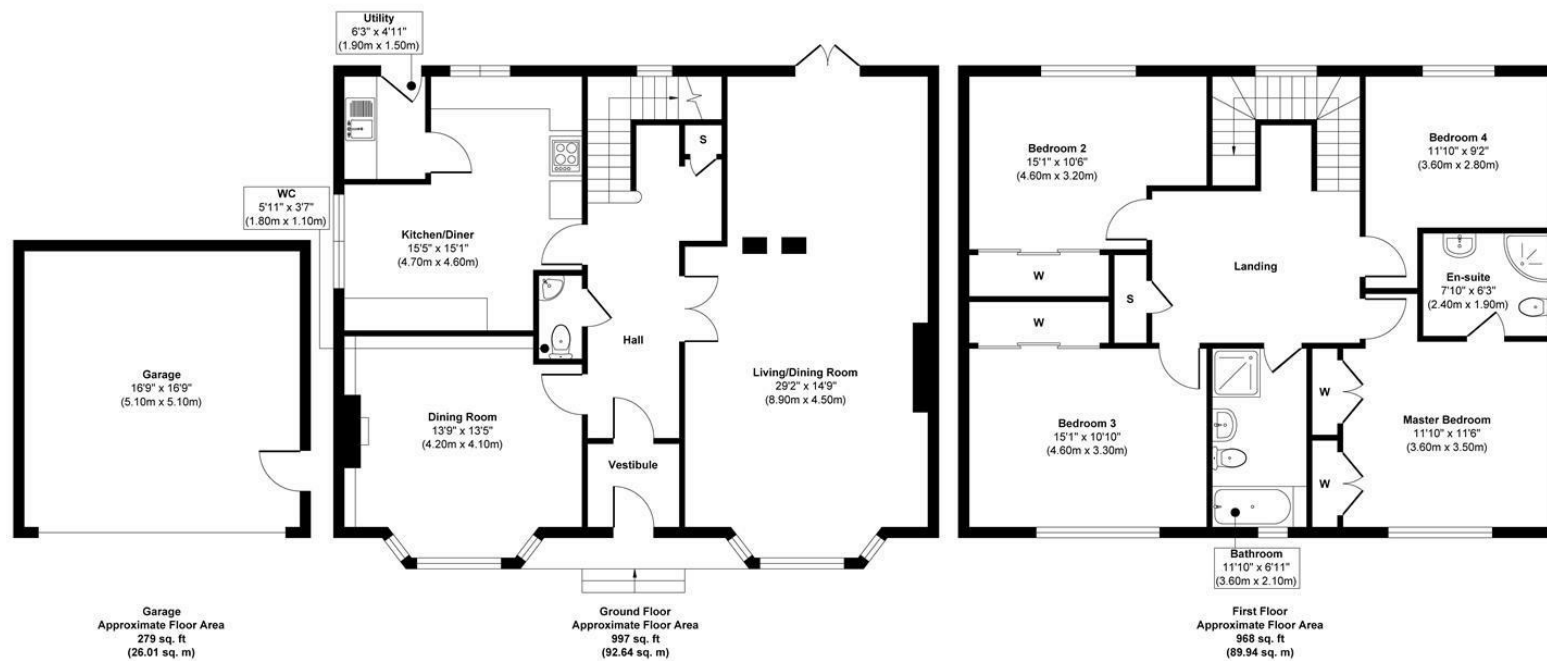 Utility
6'3" x 4'11"
(1.90m x 1.50m)
WC
5'11" x 3'7"
(1.80m x 1.10m)
Kitchen/Diner
15'5" x 15'1"
(4.70m x 4.60m)
S
Garage
16'9" x 16'9"
(5.10m x 5.10m)
Hall
Dining Room
13'9" x 13'5"
(4.20m x 4.10m)
Living/Dining Room
29'2" x 14'9"
(8.90m x 4.50m)
Vestibule
Bedroom 2
15'1" x 10'6"
(4.60m x 3.20m)
Bedroom 4
11'10" x 9'2"
(3.60m x 2.80m)
W
S
W
Landing
En-suite
7'10" x 6'3"
(2.40m x 1.90m)
Bedroom 3
15'1" x 10'10"
(4.60m x 3.30m)
W
W
Master Bedroom
11'10" x 11'6"
(3.60m x 3.50m)
Bathroom
11'10" x 6'11"
(3.60m x 2.10m)
Garage
Approximate Floor Area
279 sq. ft
(26.01 sq. m)
Ground Floor
Approximate Floor Area
997 sq. ft
(92.64 sq. m)
First Floor
Approximate Floor Area
968 sq. ft
(89.94 sq. m)